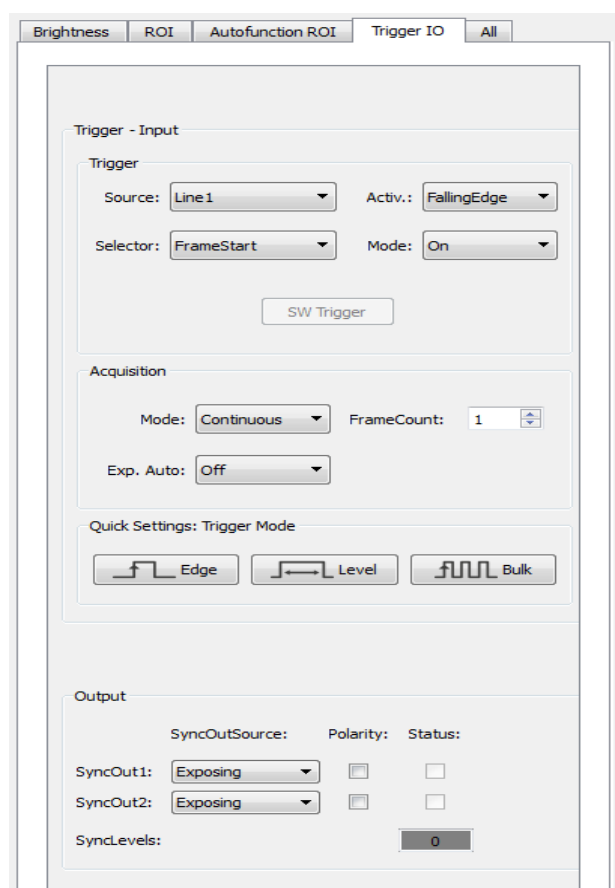 Brightness ROI Autofunction ROI Trigger IO All
Trigger - Input
Trigger
Source: Line1 Activ.: FallingEdge
Selector: FrameStart Mode: On
SW Trigger
Acquisition
Mode: Continuous FrameCount: 1
Exp. Auto: Off
Quick Settings: Trigger Mode
Edge Level Bulk
Output
SyncOutSource: Polarity: Status:
SyncOut1: Exposing
SyncOut2: Exposing
SyncLevels: 0